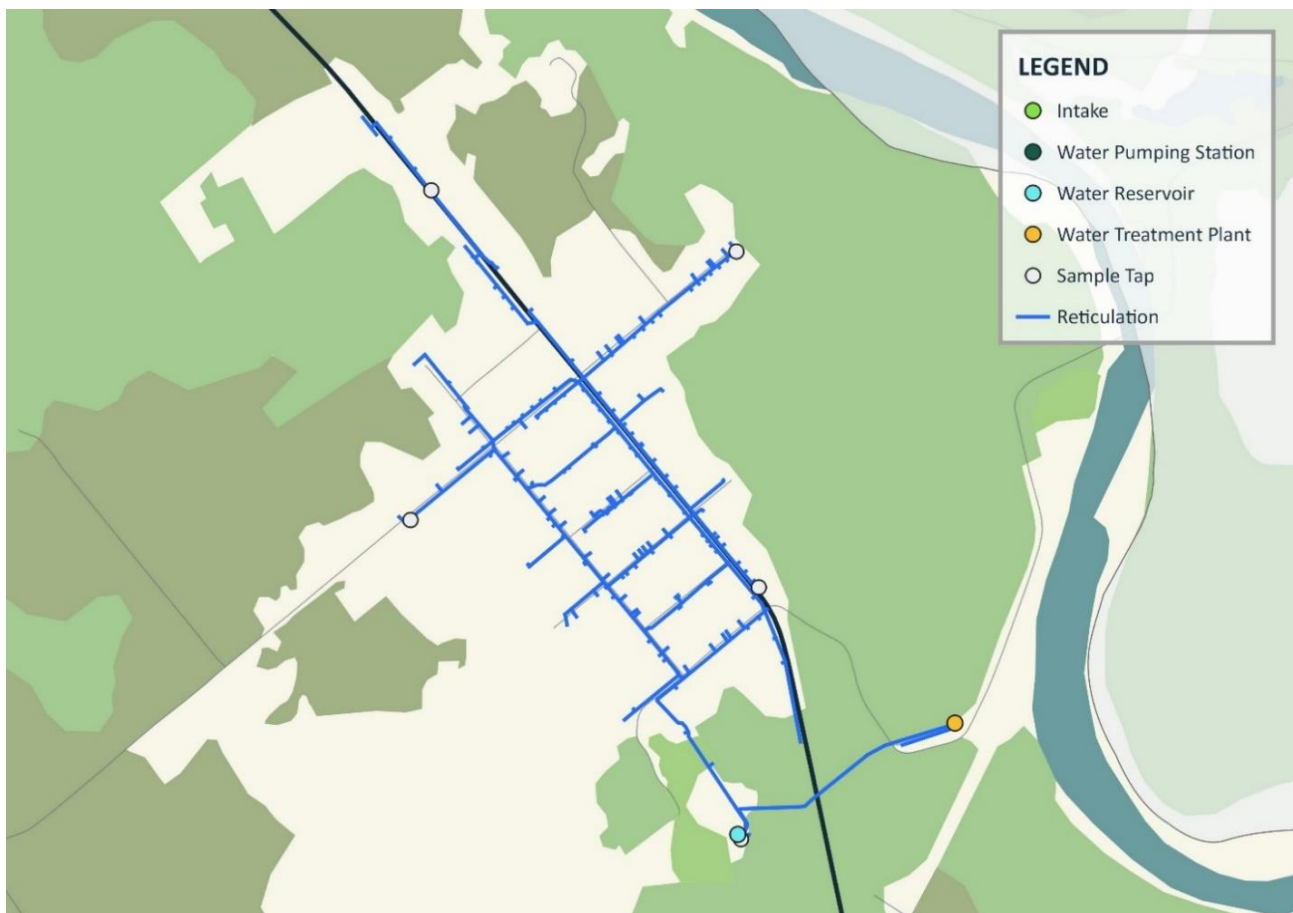 LEGEND
Intake
Water Pumping Station
Water Reservoir
Water Treatment Plant
Sample Tap
Reticulation